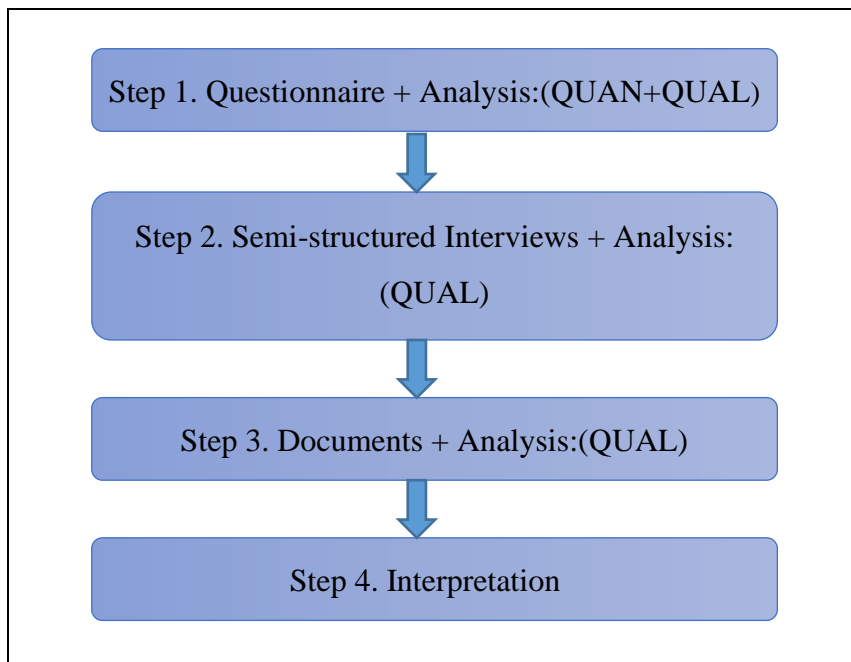 Step 1. Questionnaire + Analysis:(QUAN+QUAL)
Step 2. Semi-structured Interviews + Analysis:
(QUAL)
Step 3. Documents + Analysis:(QUAL)
Step 4. Interpretation